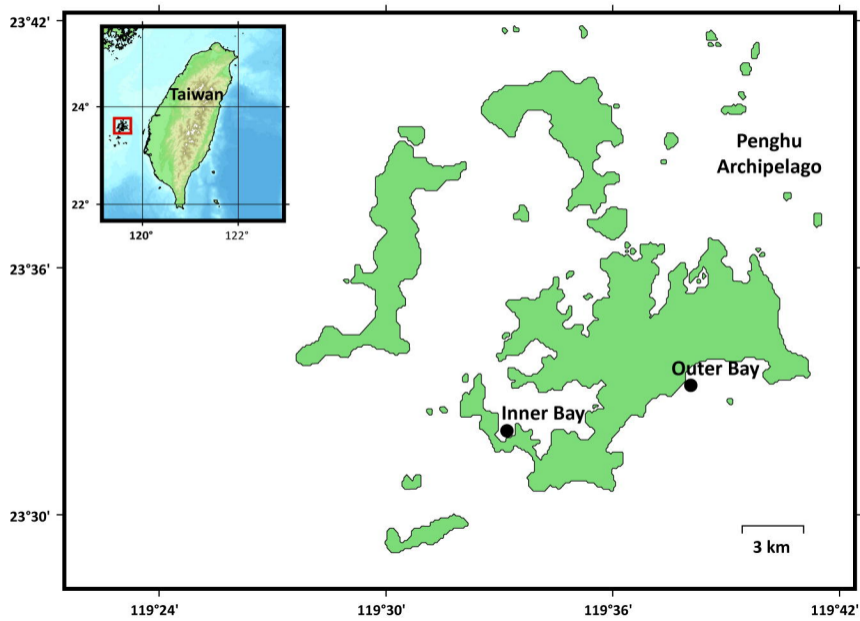 23°42'
Taiwan
24°
22°
120°
122°
Penghu
Archipelago
23°36'
Outer Bay
Inner Bay
23°30'
3 km
119°24'
119°30'
119°36'
119°42'